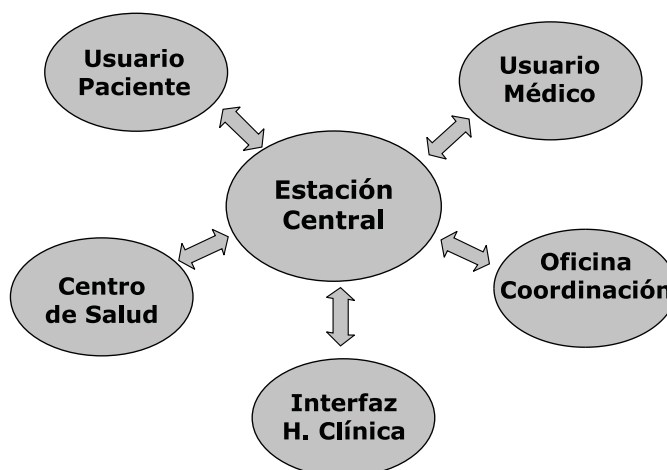 Usuario
Paciente
Usuario
Médico
Estación
Central
Centro
de Salud
Oficina
Coordinación
Interfaz
H. Clínica